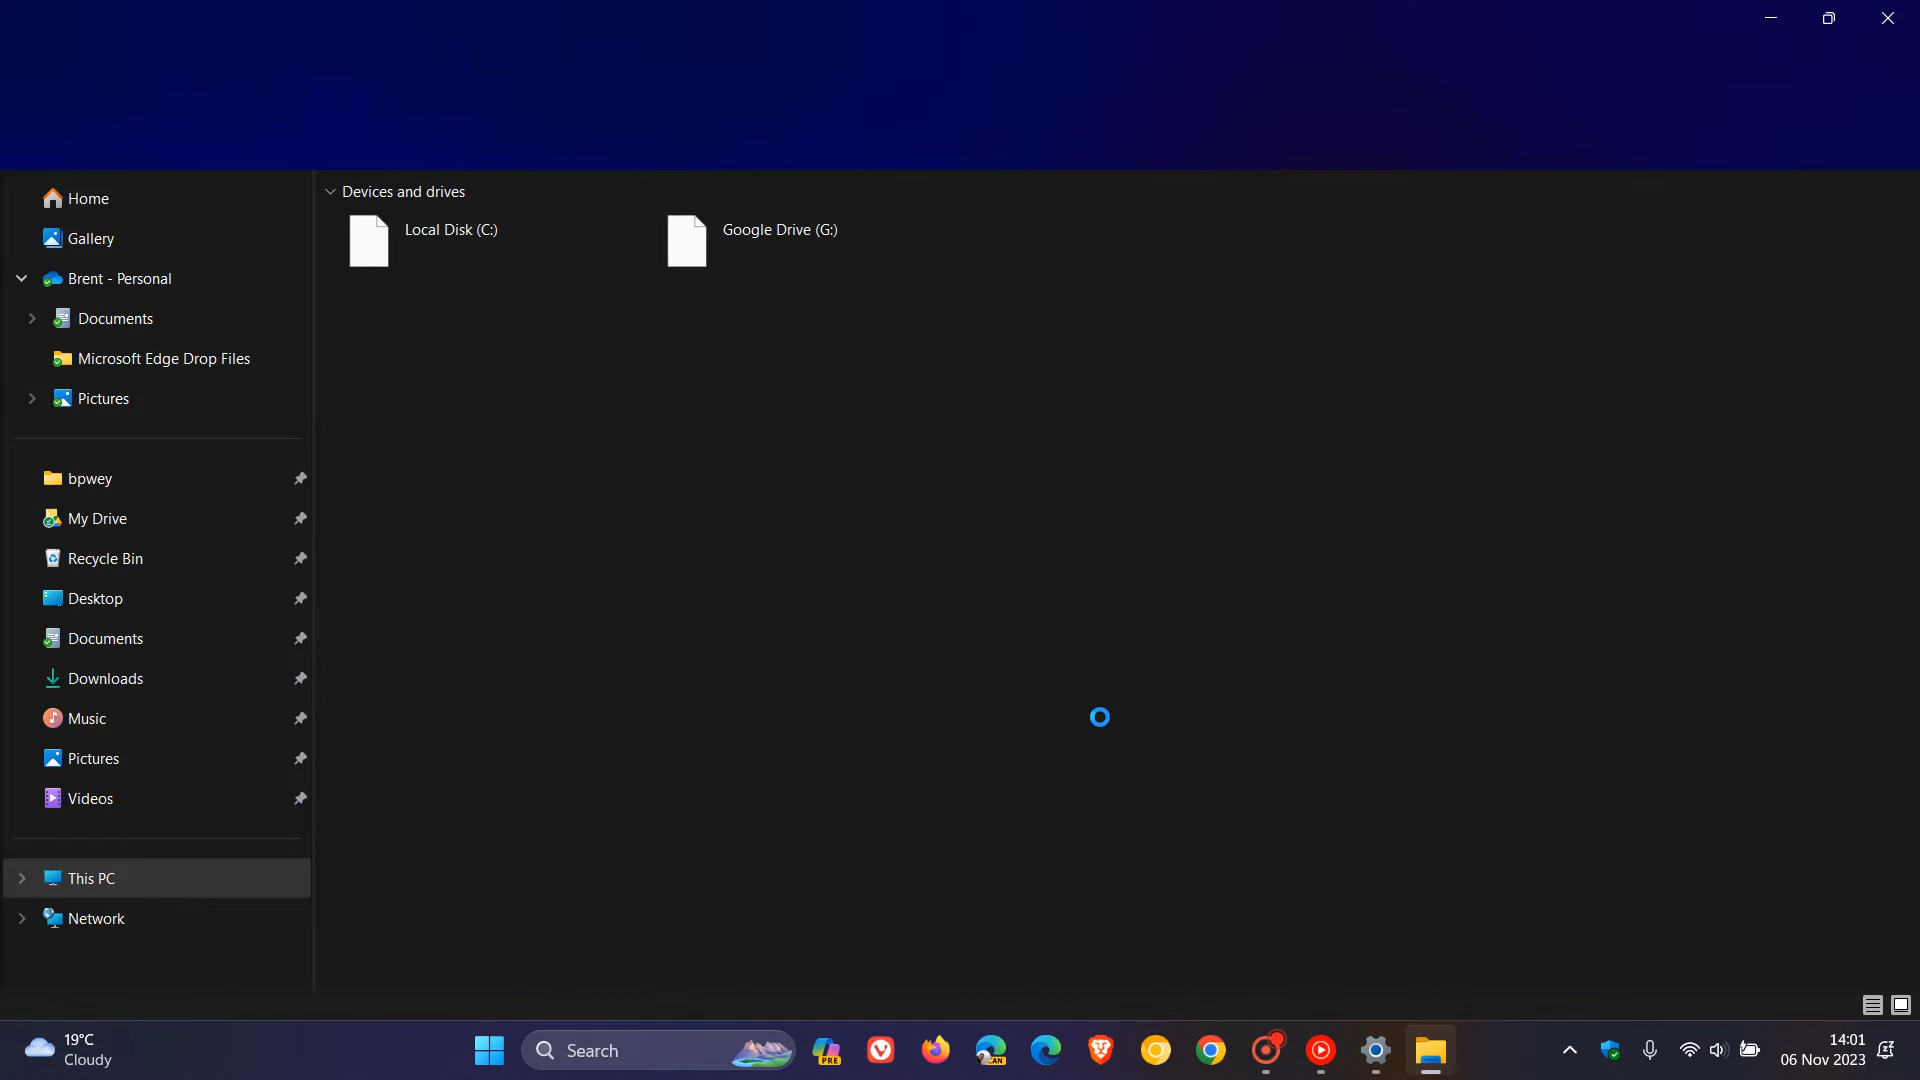 Home
Gallery
Brent - Personal
Documents
Microsoft Edge Drop Files
Pictures
bpwey
My Drive
Recycle Bin
Desktop
Documents
Downloads
Music
Pictures
Videos
This PC
Network
Devices and drives
Local Disk (C:)
Google Drive (G:)
19°C
Cloudy
Search
PRE
CAN
14:01
06 Nov 2023